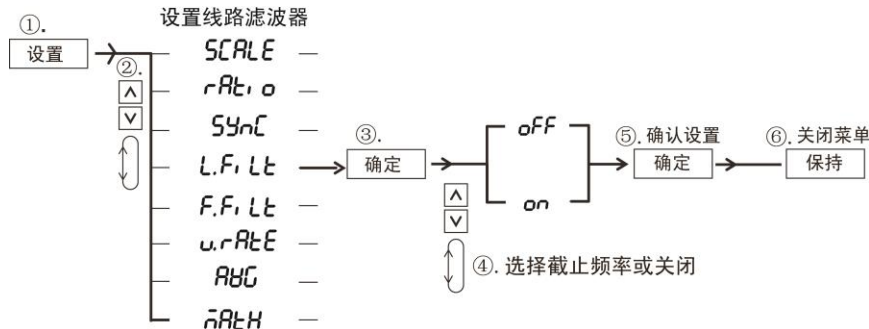 设置线路滤波器
①.
设置
②.
SCALE
rAtio
SYnC
L.FiLt
F.FiLt
u.rAtE
AVG
MAtH
③.
确定
oFF
on
④. 选择截止频率或关闭
⑤. 确认设置
确定
⑥. 关闭菜单
保持